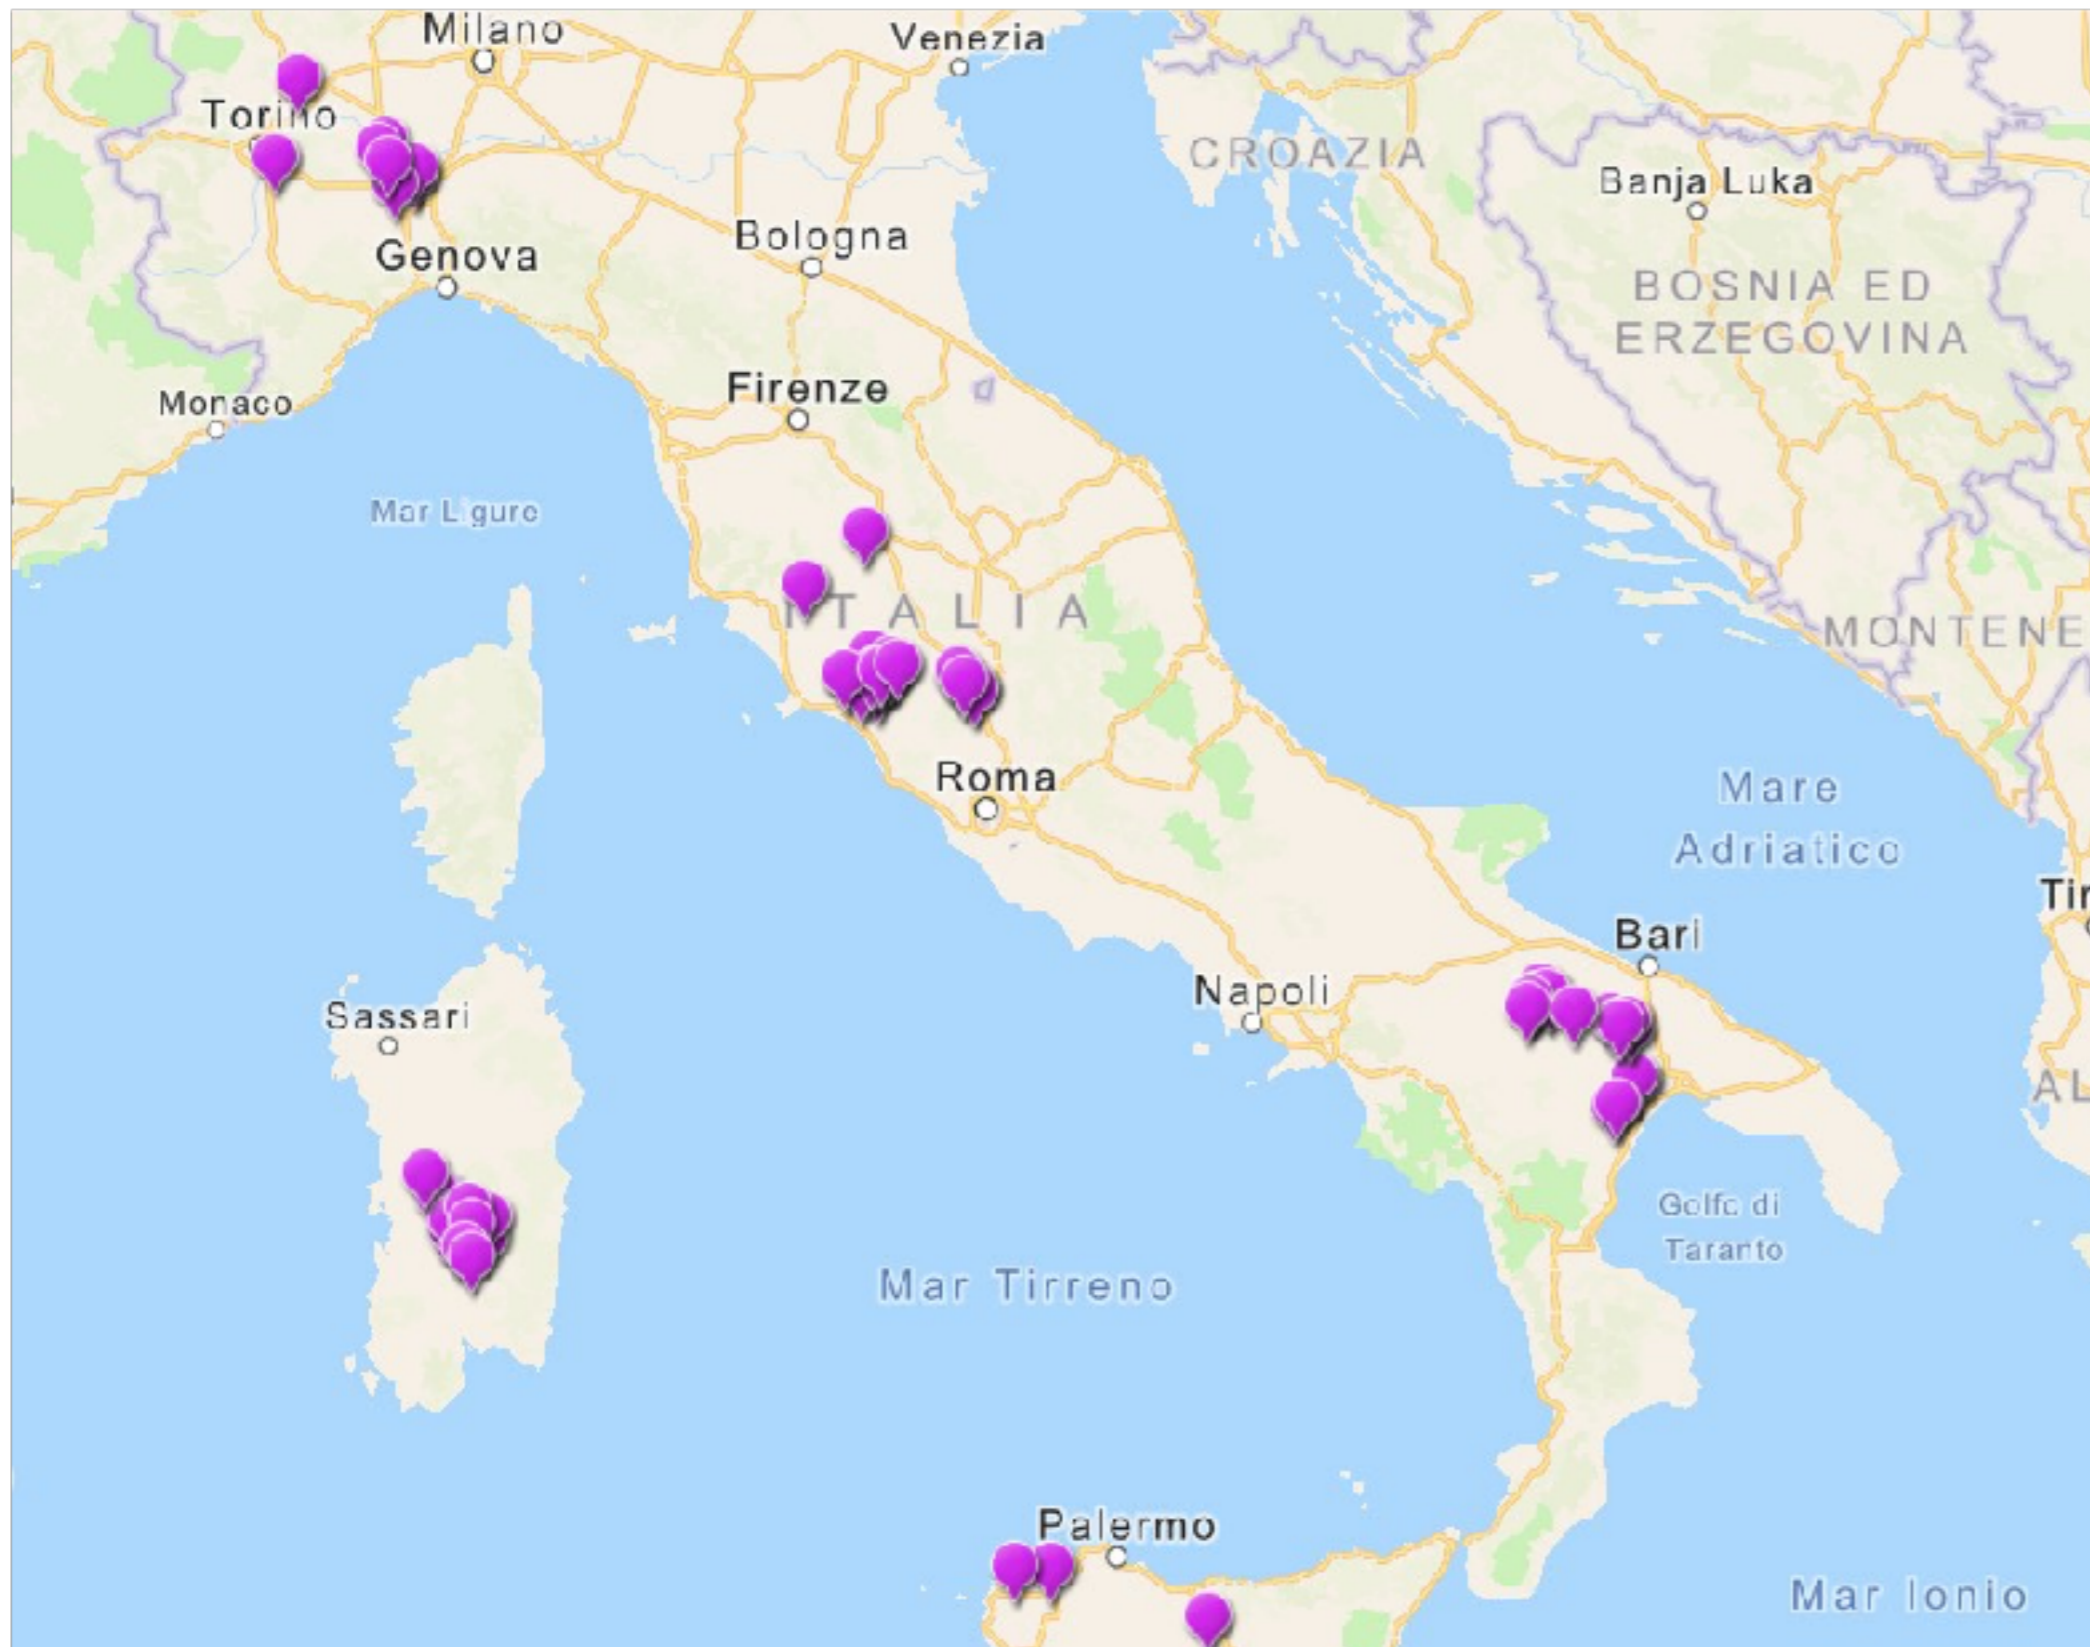 Milano
Venezia
Torino
CROAZIA
Banja Luka
Bologna
Genova
BOSNIA ED
ERZEGOVINA
Firenze
Monaco
Mar Ligure
ITALIA
MONTENE
Roma
Mare
Adriatico
Tir
Bari
Napoli
Sassari
AL
Golfo di
Taranto
Mar Tirreno
Palermo
Mar Ionio